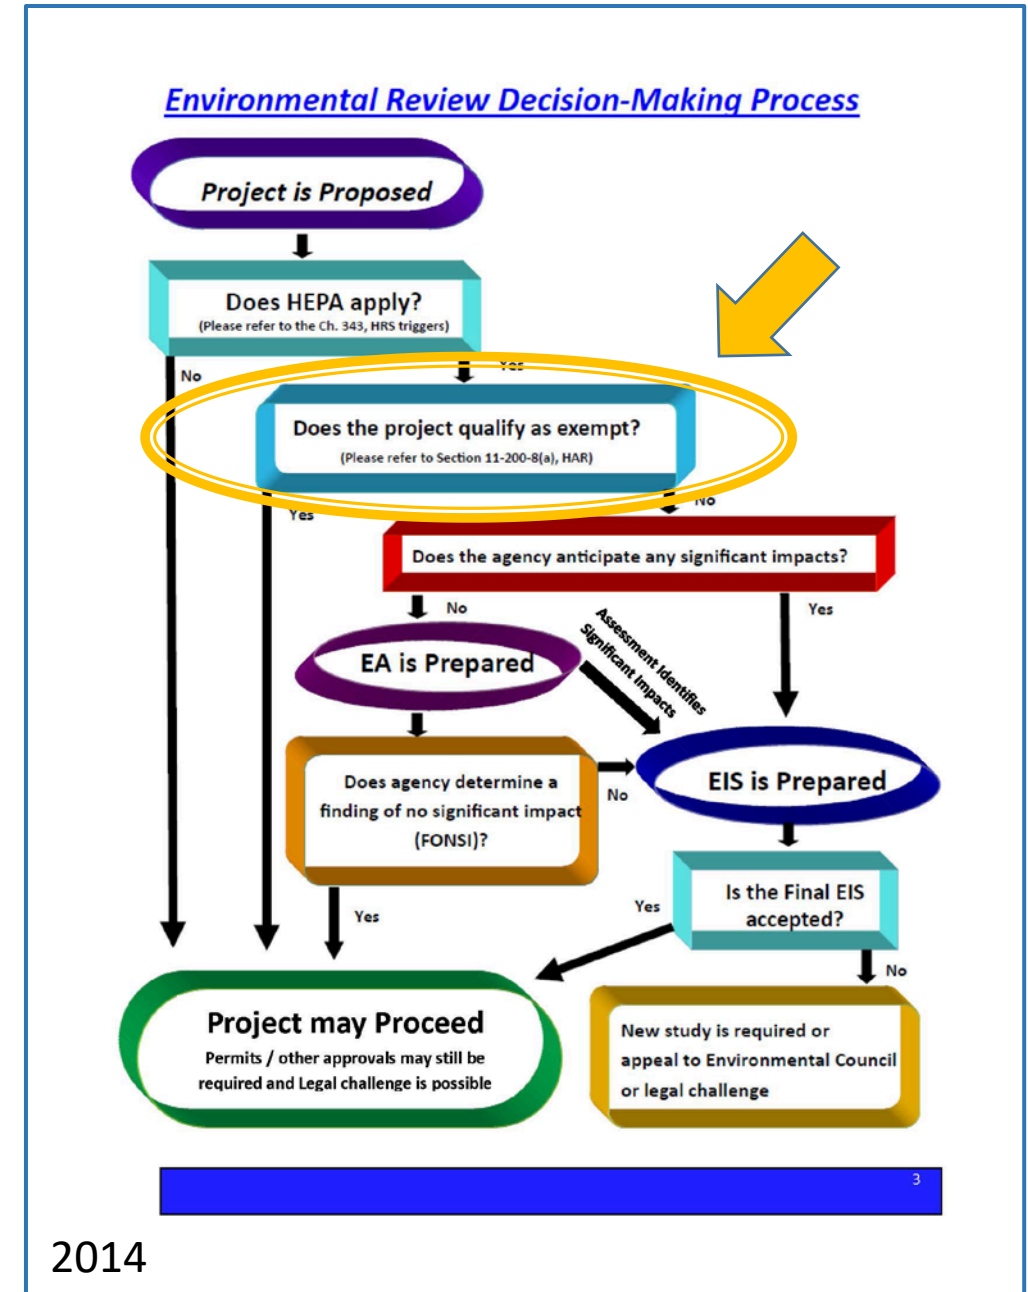 Environmental Review Decision-Making Process
Project is Proposed
Does HEPA apply?
(Please refer to the Ch. 343, HRS triggers)
No
Yes
Does the project qualify as exempt?
(Please refer to Section 11-200-8(a), HAR)
Yes
No
Does the agency anticipate any significant impacts?
No
Yes
Assessment Identifies
Significant Impacts
EA is Prepared
Does agency determine a
finding of no significant impact
(FONSI)?
No
EIS is Prepared
Yes
Is the Final EIS
accepted?
Yes
No
Project may Proceed
Permits / other approvals may still be
required and Legal challenge is possible
New study is required or
appeal to Environmental Council
or legal challenge
3
2014